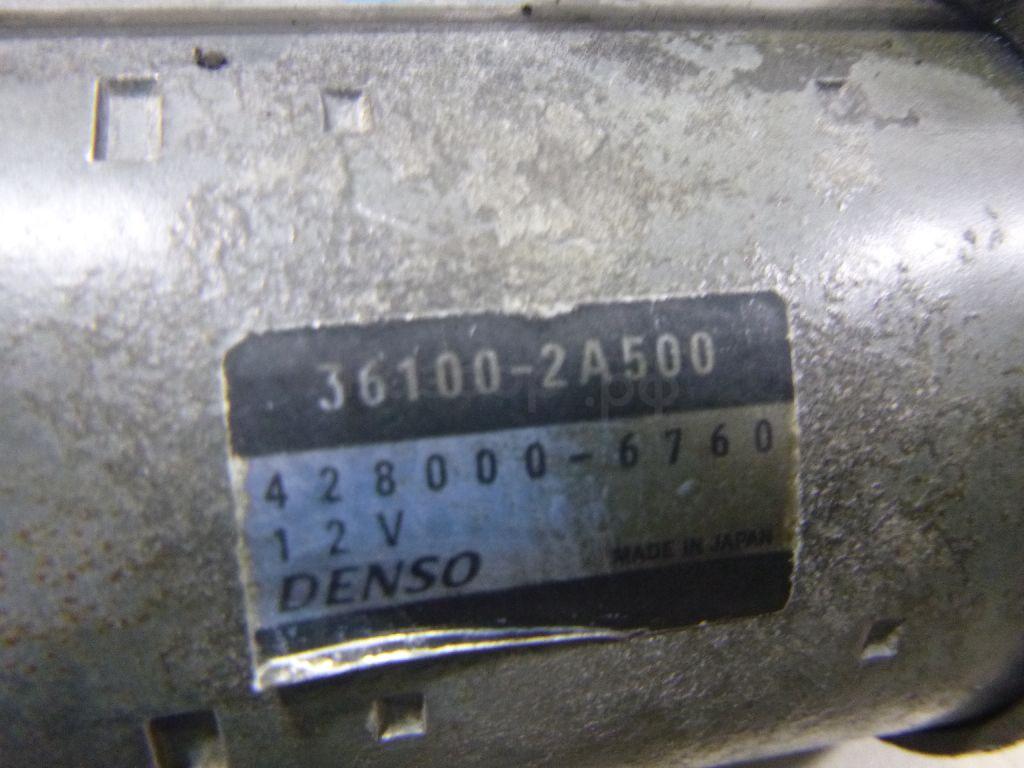 36100-2A500
428000-6760
12V
DENSO
MADE IN JAPAN